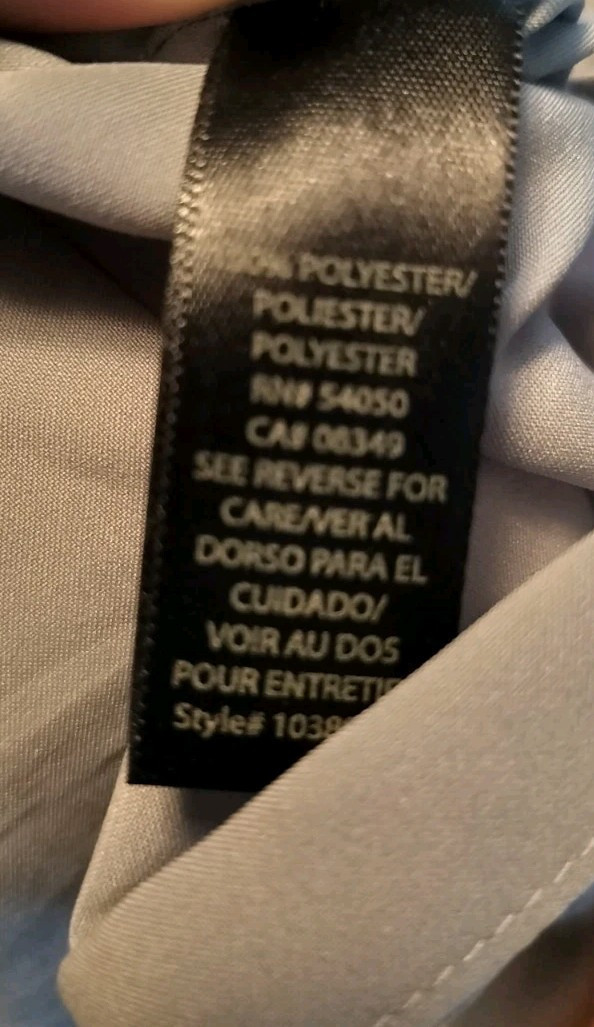 POLYESTER/
POLIESTER/
POLYESTER
RN# 54050
CA# 08349
SEE REVERSE FOR
CARE/VER AL
DORSO PARA EL
CUIDADO/
VOIR AU DOS
POUR
Style#